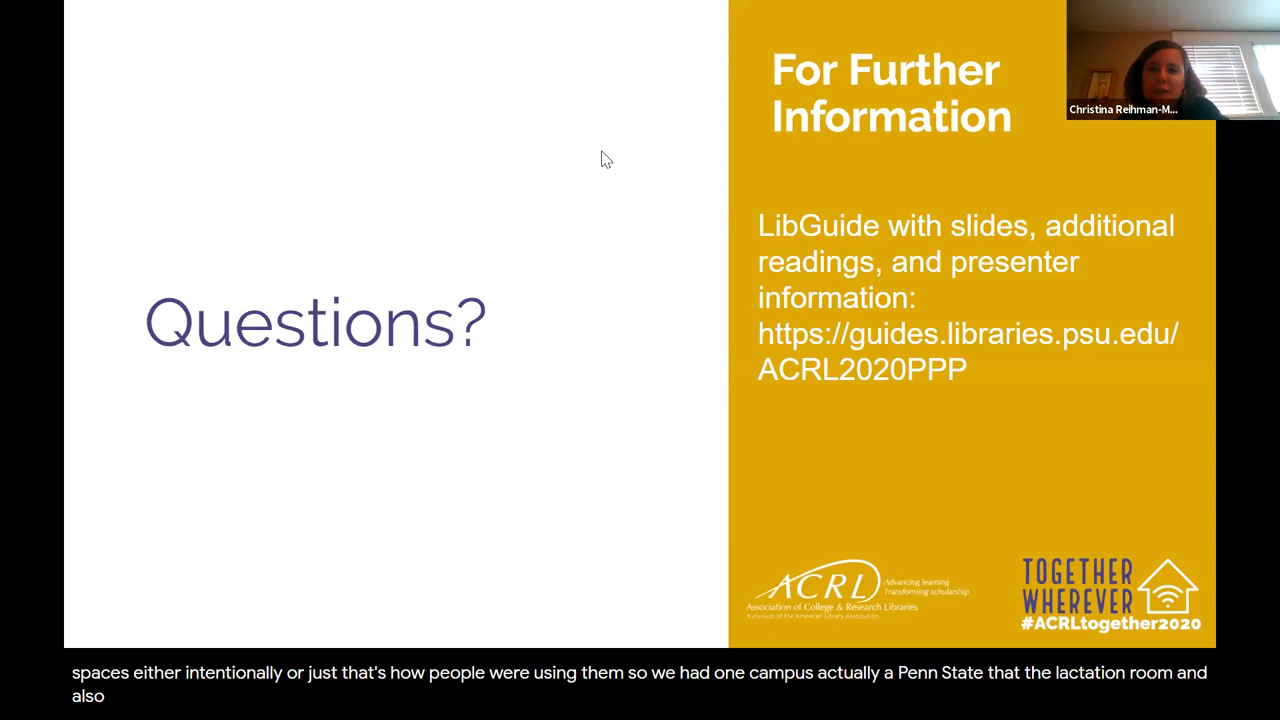 For Further
Information
Christina Reihman-M...
LibGuide with slides, additional
readings, and presenter
information:
https://guides.libraries.psu.edu/
ACRL2020PPP
Questions?
ACRL
Advancing learning
Transforming scholarship
Association of College & Research Libraries
A division of the American Library Association
TOGETHER
WHEREVER
#ACRLtogether2020
spaces either intentionally or just that's how people were using them so we had one campus actually a Penn State that the lactation room and
also